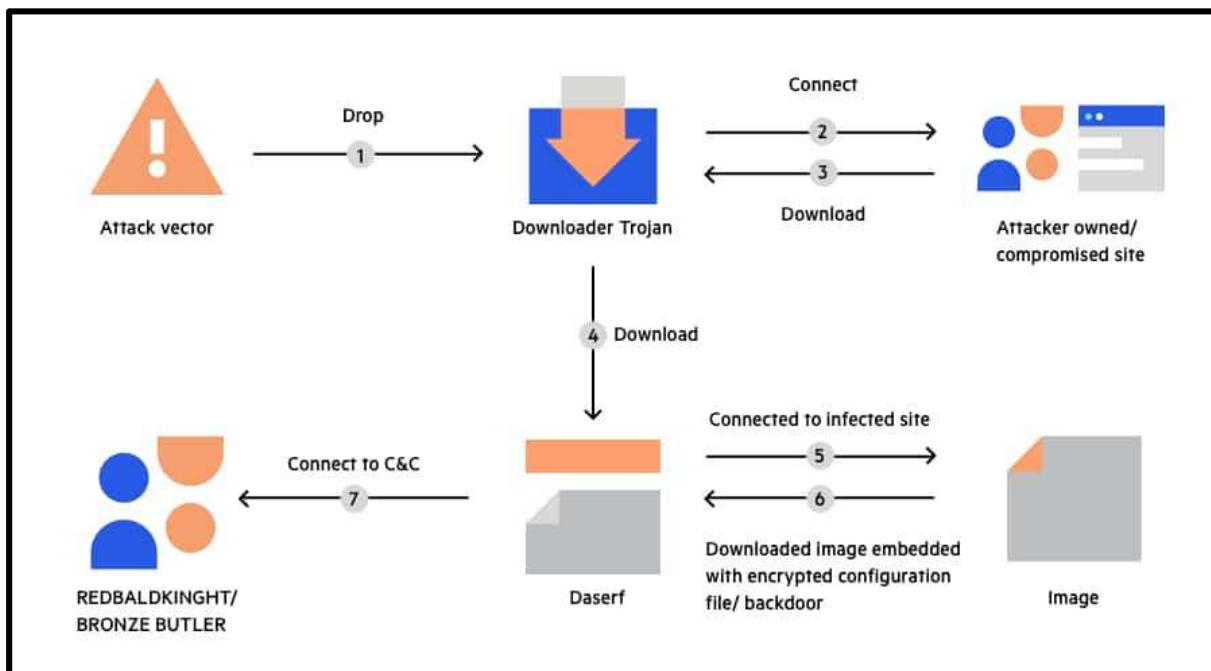 Drop
1
Attack vector
Downloader Trojan
Connect
2
3
Download
Attacker owned/
compromised site
4 Download
Connect to C&C
7
REDBALDKINGHT/
BRONZE BUTLER
Daserf
Connected to infected site
5
6
Downloaded image embedded
with encrypted configuration
file/ backdoor
Image